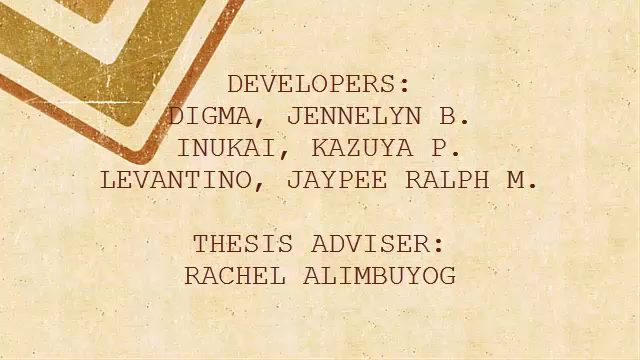 DEVELOPERS:
DIGMA, JENNELYN B.
INUKAI, KAZUYA P.
LEVANTINO, JAYPEE RALPH M.
THESIS ADVISER:
RACHEL ALIMBUYOG